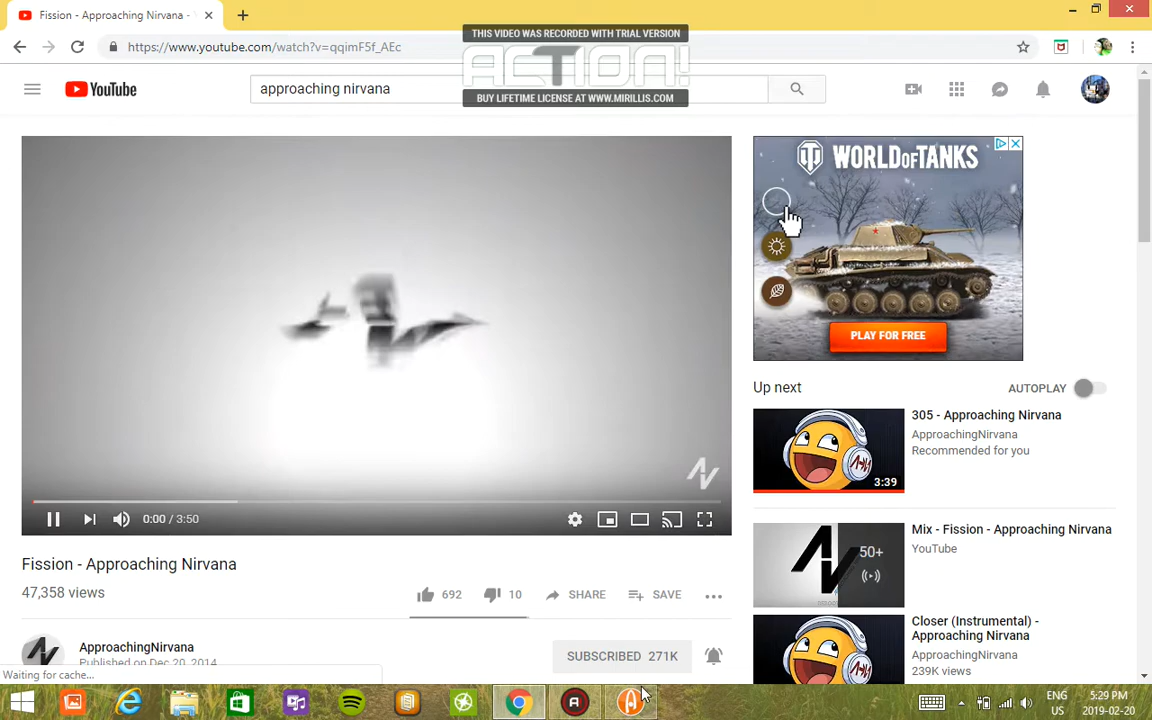 Fission - Approaching Nirvana -
https://www.youtube.com/watch?v=qqimF5f_AEc
THIS VIDEO WAS RECORDED WITH TRIAL VERSION
ACTION!
BUY LIFETIME LICENSE AT WWW.MIRILLIS.COM
YouTube
approaching nirvana
WORLD OF TANKS
PLAY FOR FREE
0:00 / 3:50
Up next
AUTOPLAY
305 - Approaching Nirvana
ApproachingNirvana
Recommended for you
3:39
Fission - Approaching Nirvana
47,358 views
692
10
SHARE
SAVE
Mix - Fission - Approaching Nirvana
YouTube
50+
Closer (Instrumental) -
Approaching Nirvana
ApproachingNirvana
239K views
ApproachingNirvana
Published on Dec 20, 2014
SUBSCRIBED 271K
Waiting for cache...
ENG
US
5:29 PM
2019-02-20